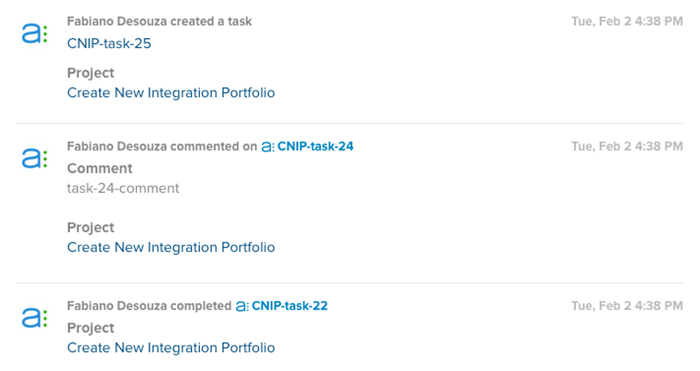 Fabiano Desouza created a task
Tue, Feb 2 4:38 PM
CNIP-task-25
Project
Create New Integration Portfolio
Fabiano Desouza commented on a: CNIP-task-24
Tue, Feb 2 4:38 PM
Comment
task-24-comment
Project
Create New Integration Portfolio
Fabiano Desouza completed a: CNIP-task-22
Tue, Feb 2 4:38 PM
Project
Create New Integration Portfolio